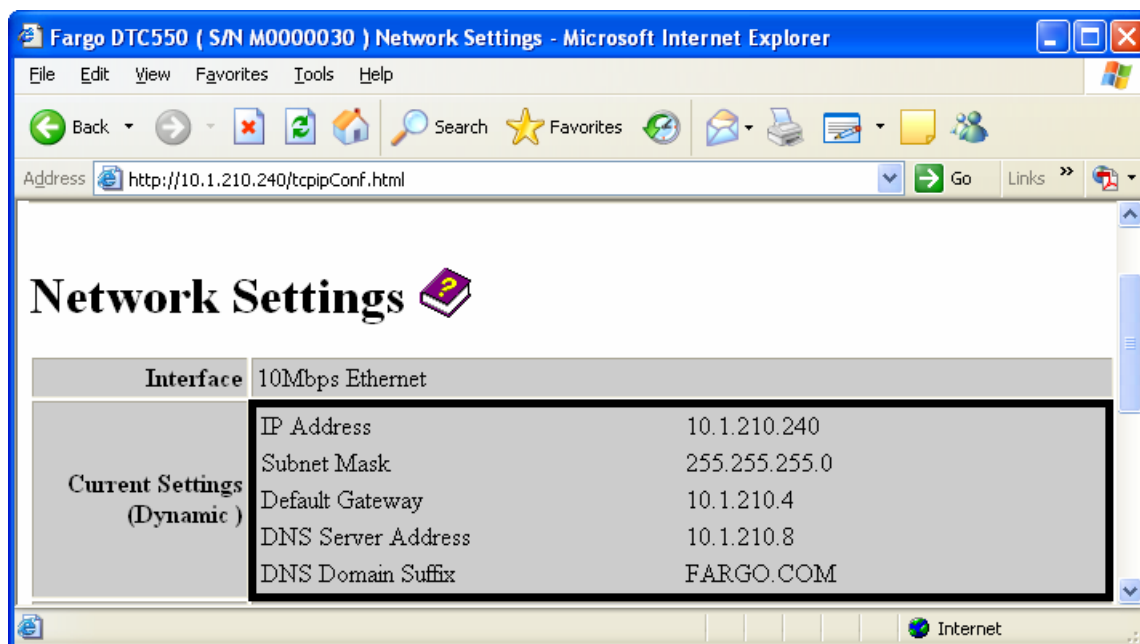 Fargo DTC550 ( S/N M0000030 ) Network Settings - Microsoft Internet Explorer
File Edit View Favorites Tools Help
Back Search Favorites
Address http://10.1.210.240/tcpipConf.html Go Links »
Network Settings ?
Interface 10Mbps Ethernet
Current Settings
(Dynamic )
IP Address 10.1.210.240
Subnet Mask 255.255.255.0
Default Gateway 10.1.210.4
DNS Server Address 10.1.210.8
DNS Domain Suffix FARGO.COM
Internet